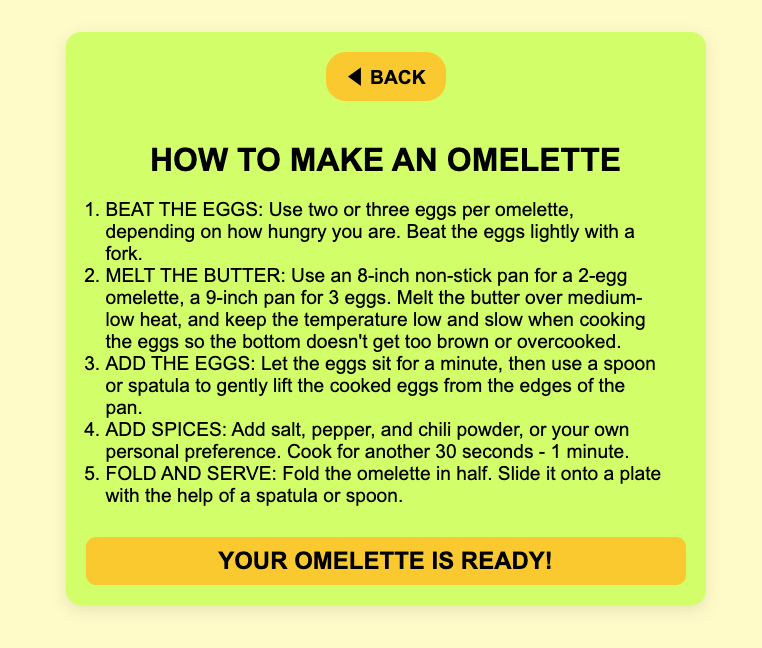 BACK
HOW TO MAKE AN OMELETTE
1. BEAT THE EGGS: Use two or three eggs per omelette,
depending on how hungry you are. Beat the eggs lightly with a
fork.
2. MELT THE BUTTER: Use an 8-inch non-stick pan for a 2-egg
omelette, a 9-inch pan for 3 eggs. Melt the butter over medium-
low heat, and keep the temperature low and slow when cooking
the eggs so the bottom doesn't get too brown or overcooked.
3. ADD THE EGGS: Let the eggs sit for a minute, then use a spoon
or spatula to gently lift the cooked eggs from the edges of the
pan.
4. ADD SPICES: Add salt, pepper, and chili powder, or your own
personal preference. Cook for another 30 seconds - 1 minute.
5. FOLD AND SERVE: Fold the omelette in half. Slide it onto a plate
with the help of a spatula or spoon.
YOUR OMELETTE IS READY!